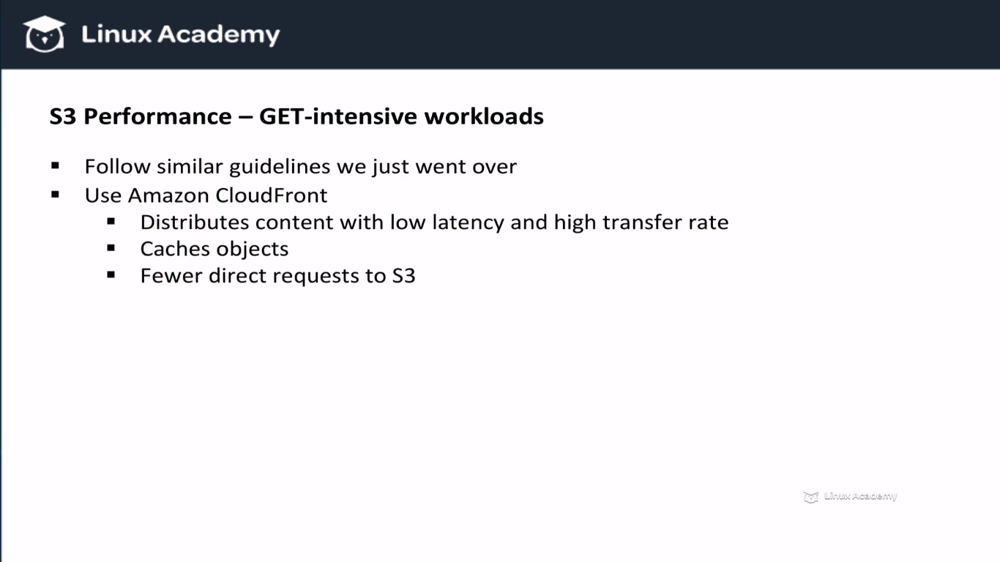 Linux Academy
S3 Performance – GET-intensive workloads
▪ Follow similar guidelines we just went over
▪ Use Amazon CloudFront
▪ Distributes content with low latency and high transfer rate
▪ Caches objects
▪ Fewer direct requests to S3
Linux Academy